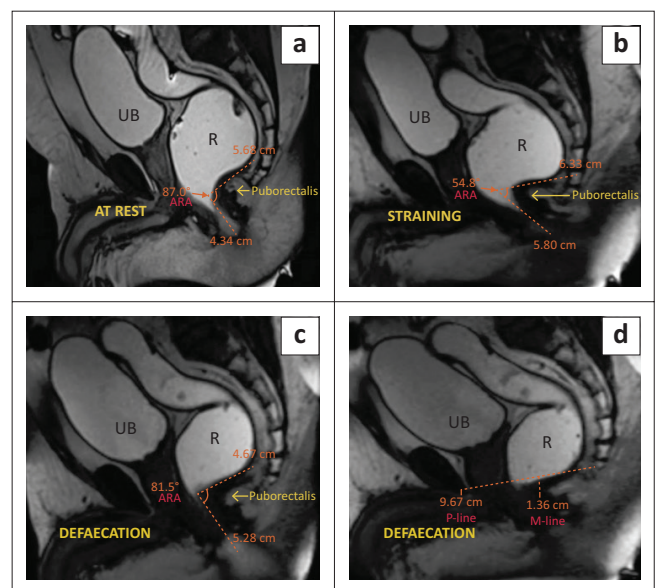 a
UB
R
5.68 cm
87.0°
ARA
Puborectalis
AT REST
4.34 cm
b
UB
R
6.33 cm
54.8°
ARA
Puborectalis
STRAINING
5.80 cm
c
UB
R
4.67 cm
81.5°
ARA
Puborectalis
DEFAECATION
5.28 cm
d
UB
R
9.67 cm
P-line
1.36 cm
M-line
DEFAECATION